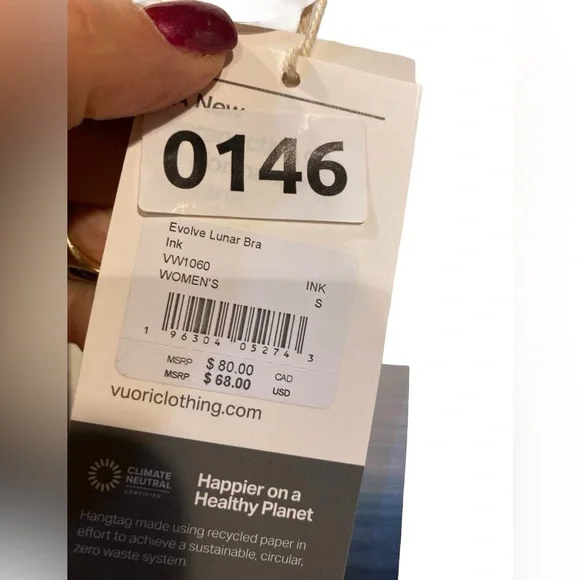 A New
0146
Evolve Lunar Bra
Ink
VW1060
WOMEN'S
INK
S
1 96304 05274 3
MSRP $ 80.00 CAD
MSRP $ 68.00 USD
vuoriclothing.com
CLIMATE
NEUTRAL
CERTIFIED
Happier on a
Healthy Planet
Hangtag made using recycled paper in
effort to achieve a sustainable, circular,
zero waste system.